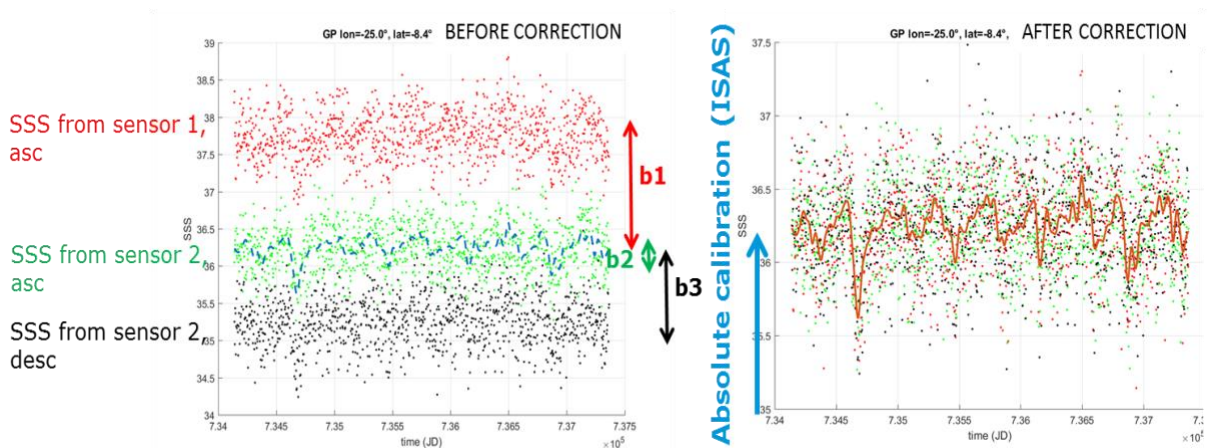 GP lon=-25.0°, lat=-8.4° BEFORE CORRECTION
39
38.5
38
37.5
37
36.5
36
35.5
35
34.5
34
SSS
SSS from sensor 1,
asc
SSS from sensor 2,
asc
SSS from sensor 2,
desc
b1
b2
b3
7.34
7.345
7.35
7.355
7.36
7.365
7.37
7.375
time (JD)
×10⁵
Absolute calibration (ISAS)
GP lon=-25.0°, lat=-8.4°, AFTER CORRECTION
37.5
37
36.5
36
35.5
35
SSS
7.34
7.345
7.35
7.355
7.36
7.365
7.37
7.3
time (JD)
×10⁵